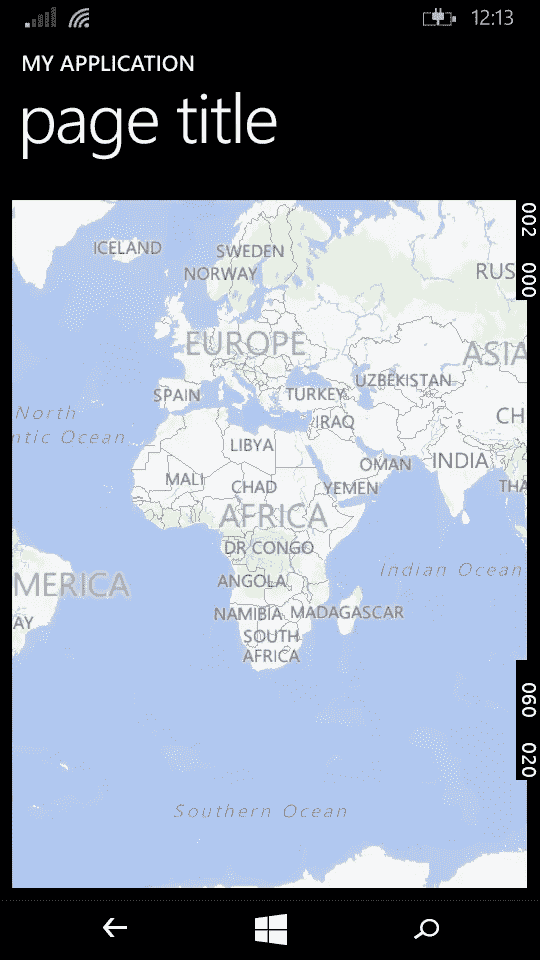 12:13
MY APPLICATION
page title
002
000
ICELAND
SWEDEN
NORWAY
RUS
EUROPE
ASIA
SPAIN
TURKEY
UZBEKISTAN
North
ntic Ocean
IRAQ
CH
LIBYA
OMAN
INDIA
MALI
CHAD
YEMEN
THA
AFRICA
DR CONGO
Indian Ocean
MERICA
ANGOLA
NAMIBIA
MADAGASCAR
AY
SOUTH
AFRICA
060
020
Southern Ocean